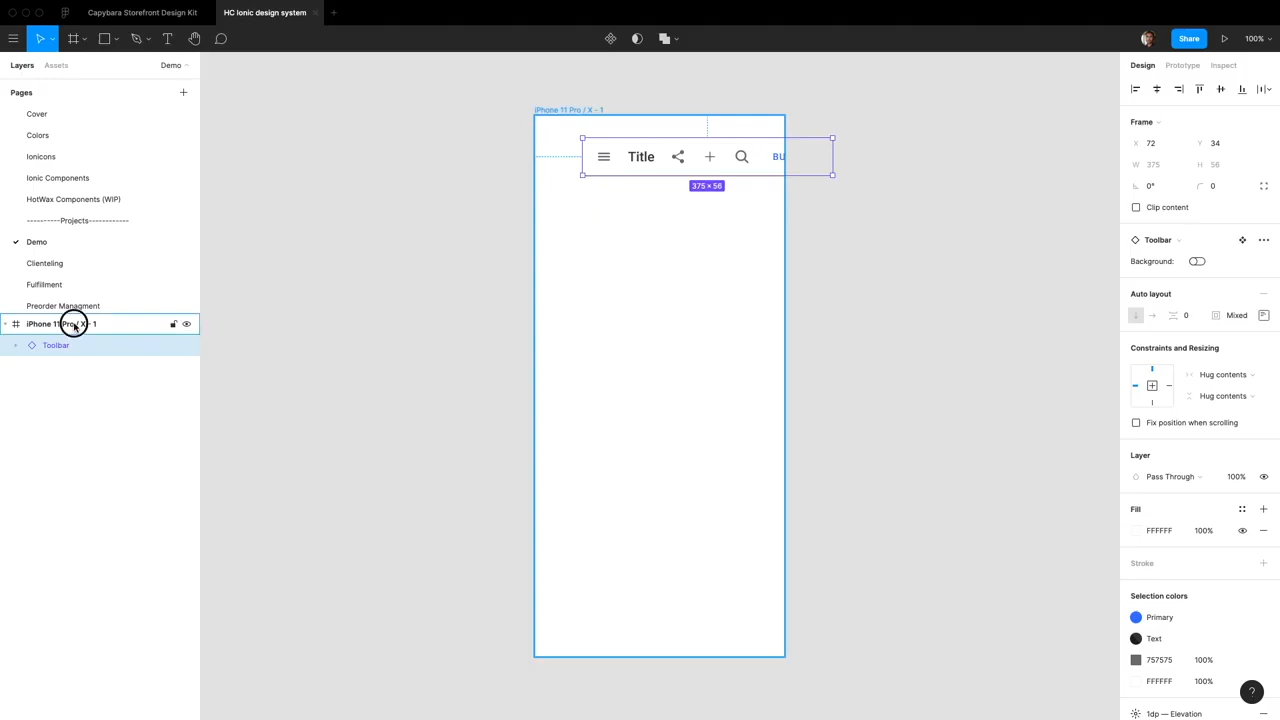 Capybara Storefront Design Kit
HC Ionic design system
Share
100%
Layers
Assets
Demo
Pages
Cover
Colors
Ionicons
Ionic Components
HotWax Components (WIP)
----------Projects------------
Demo
Clienteling
Fulfillment
Preorder Managment
iPhone 11 Pro / X - 1
Toolbar
iPhone 11 Pro / X - 1
Title
BU
375 × 56
Design
Prototype
Inspect
Frame
X 72
Y 34
W 375
H 56
0°
0
Clip content
Toolbar
Background:
Auto layout
0
Mixed
Constraints and Resizing
Hug contents
Hug contents
Fix position when scrolling
Layer
Pass Through
100%
Fill
FFFFFF
100%
Stroke
Selection colors
Primary
Text
757575
100%
FFFFFF
100%
1dp — Elevation
?